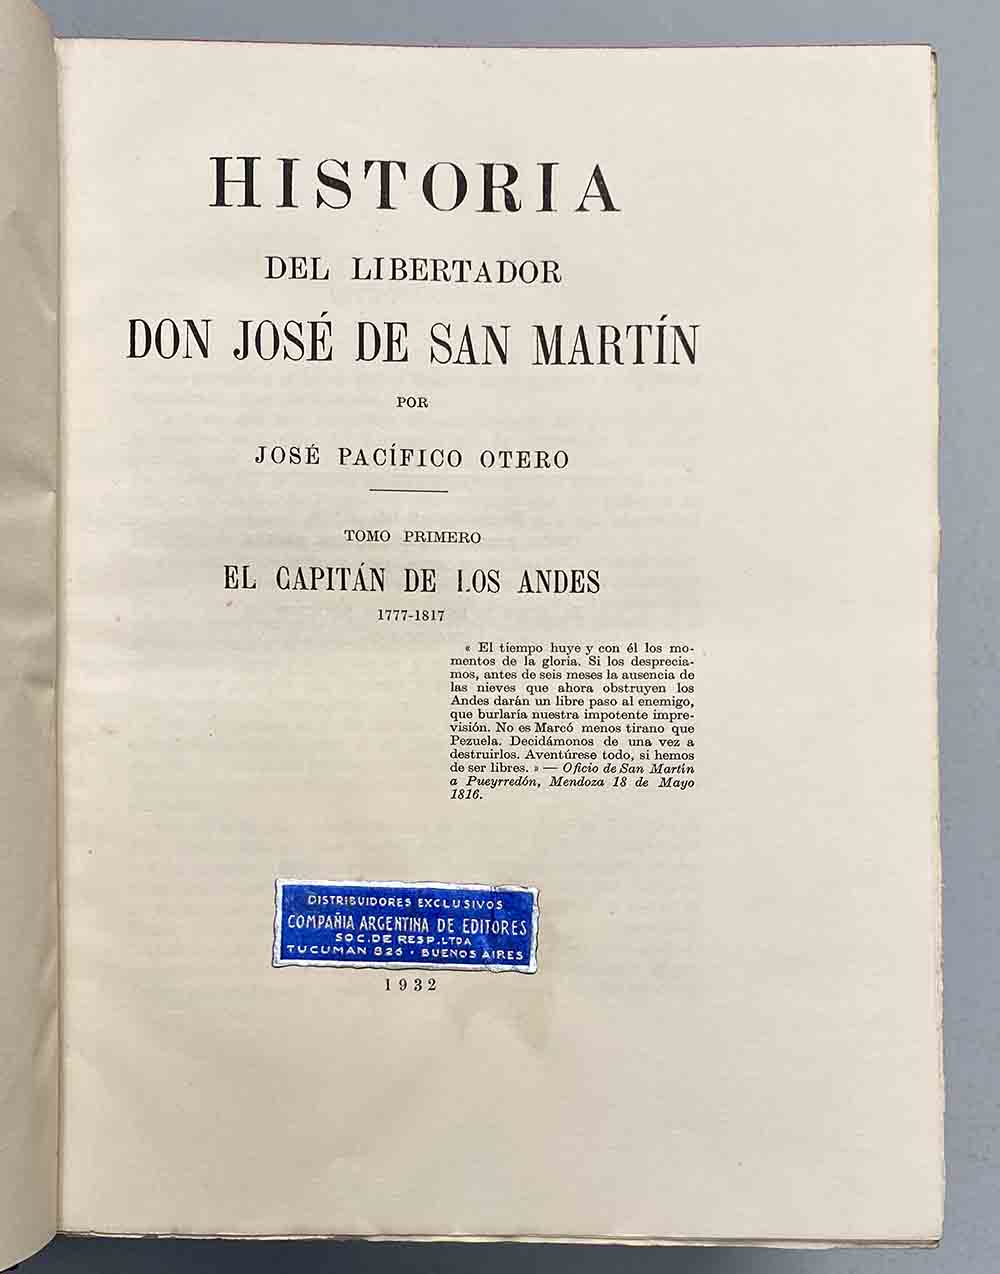 HISTORIA
DEL LIBERTADOR
DON JOSÉ DE SAN MARTÍN
POR
JOSÉ PACÍFICO OTERO
TOMO PRIMERO
EL CAPITÁN DE LOS ANDES
1777-1817
« El tiempo huye y con él los mo-
mentos de la gloria. Si los desprecia-
mos, antes de seis meses la ausencia de
las nieves que ahora obstruyen los
Andes darán un libre paso al enemigo,
que burlaría nuestra impotente impre-
visión. No es Marcó menos tirano que
Pezuela. Decidámonos de una vez a
destruirlos. Aventúrese todo, si hemos
de ser libres. » — Oficio de San Martín
a Pueyrredón, Mendoza 18 de Mayo
1816.
DISTRIBUIDORES EXCLUSIVOS
COMPAÑIA ARGENTINA DE EDITORES
SOC. DE RESP. LTDA
TUCUMAN 826 · BUENOS AIRES
1932